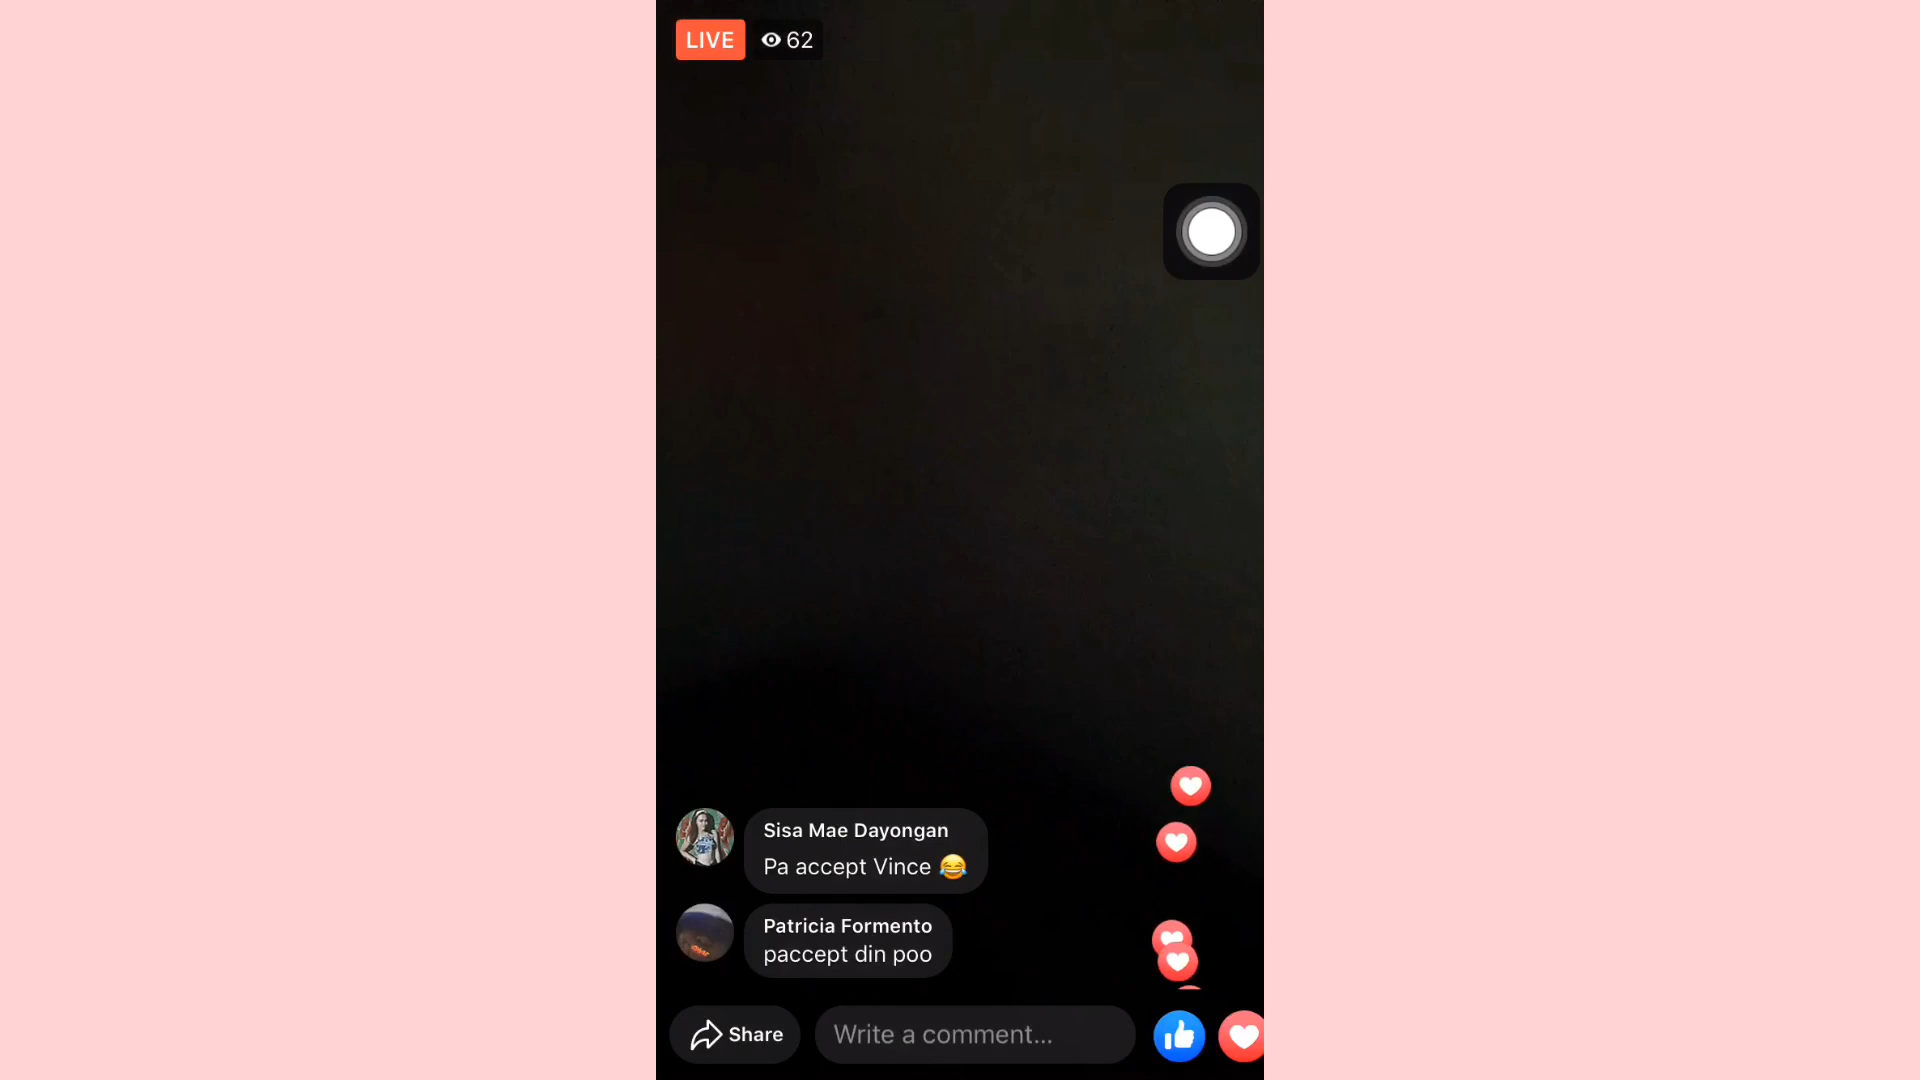 LIVE 62
Sisa Mae Dayongan
Pa accept Vince 😂
Patricia Formento
paccept din poo
Share Write a comment...